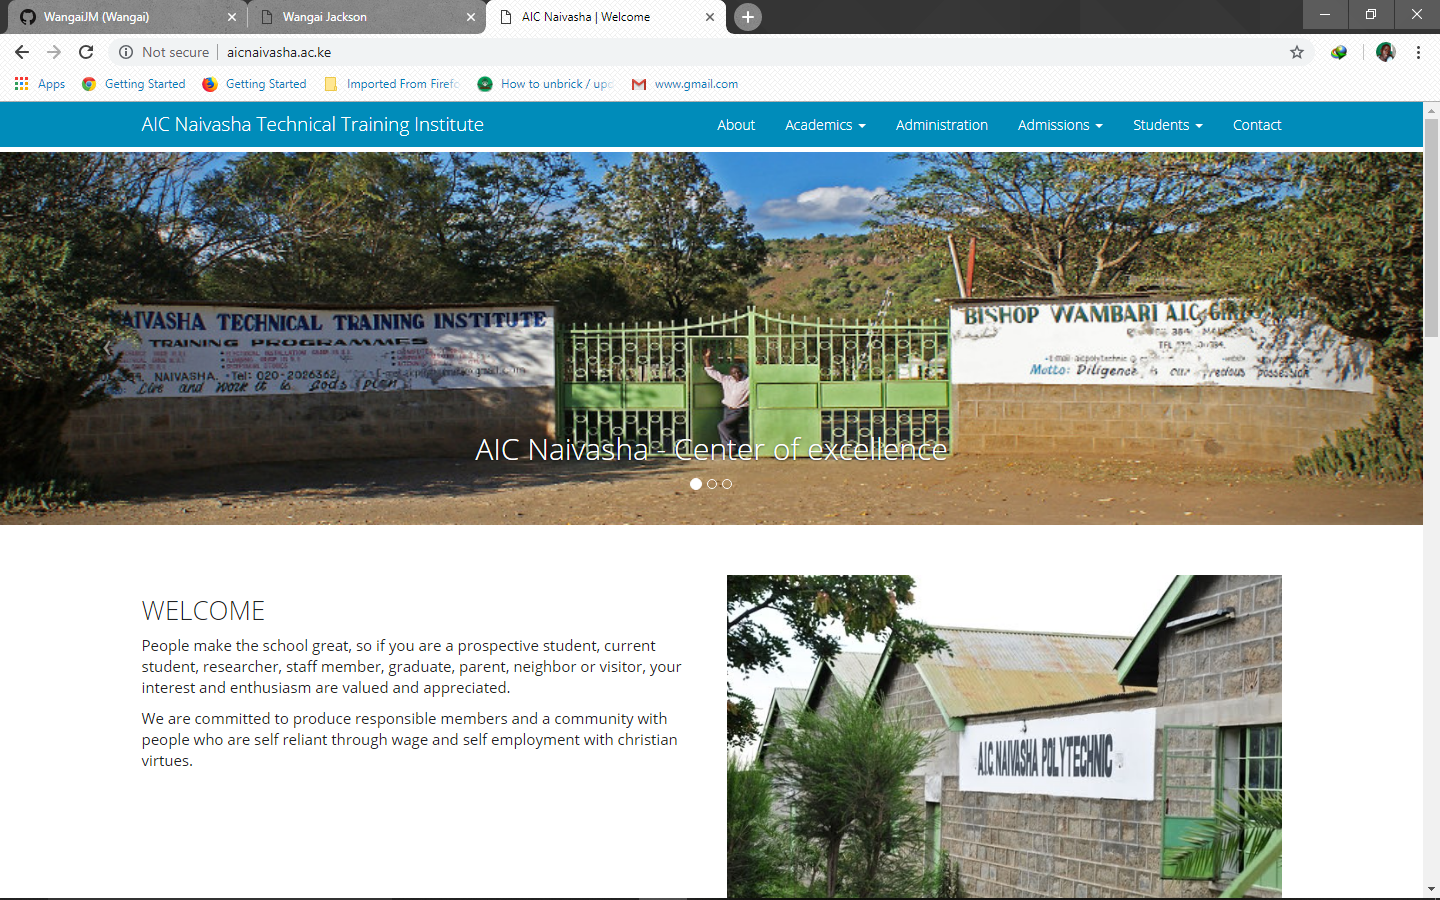 WangaiJM (Wangai)
Wangai Jackson
AIC Naivasha | Welcome
Not secure
aicnaivasha.ac.ke
Apps
Getting Started
Getting Started
Imported From Firefo
How to unbrick / upd
www.gmail.com
AIC Naivasha Technical Training Institute
About
Academics
Administration
Admissions
Students
Contact
NAIVASHA TECHNICAL TRAINING INSTITUTE
TRAINING PROGRAMMES
NAIVASHA. Tel: 020-2026362,
Live and work it is gods plan
BISHOP WAMBARI A.I.C. GIRLS
Motto: Diligence is our precious possession
AIC Naivasha - Center of excellence
WELCOME
People make the school great, so if you are a prospective student, current
student, researcher, staff member, graduate, parent, neighbor or visitor, your
interest and enthusiasm are valued and appreciated.
We are committed to produce responsible members and a community with
people who are self reliant through wage and self employment with christian
virtues.
A.I.C. NAIVASHA POLYTECHNIC